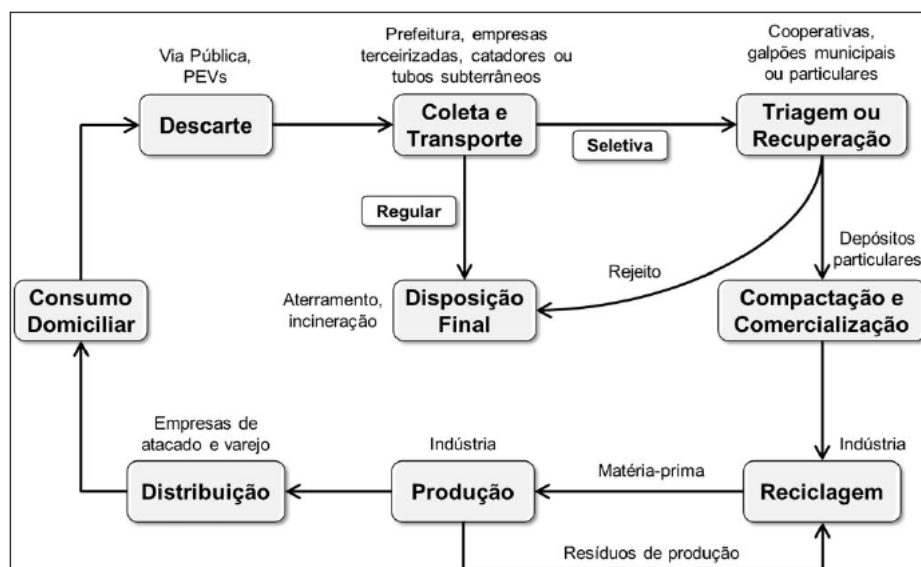 Via Pública,
PEVs
Descarte
Prefeitura, empresas
terceirizadas, catadores ou
tubos subterrâneos
Coleta e
Transporte
Seletiva
Cooperativas,
galpões municipais
ou particulares
Triagem ou
Recuperação
Regular
Rejeito
Depósitos
particulares
Consumo
Domiciliar
Aterramento,
incineração
Disposição
Final
Compactação e
Comercialização
Empresas de
atacado e varejo
Distribuição
Indústria
Produção
Matéria-prima
Indústria
Reciclagem
Resíduos de produção